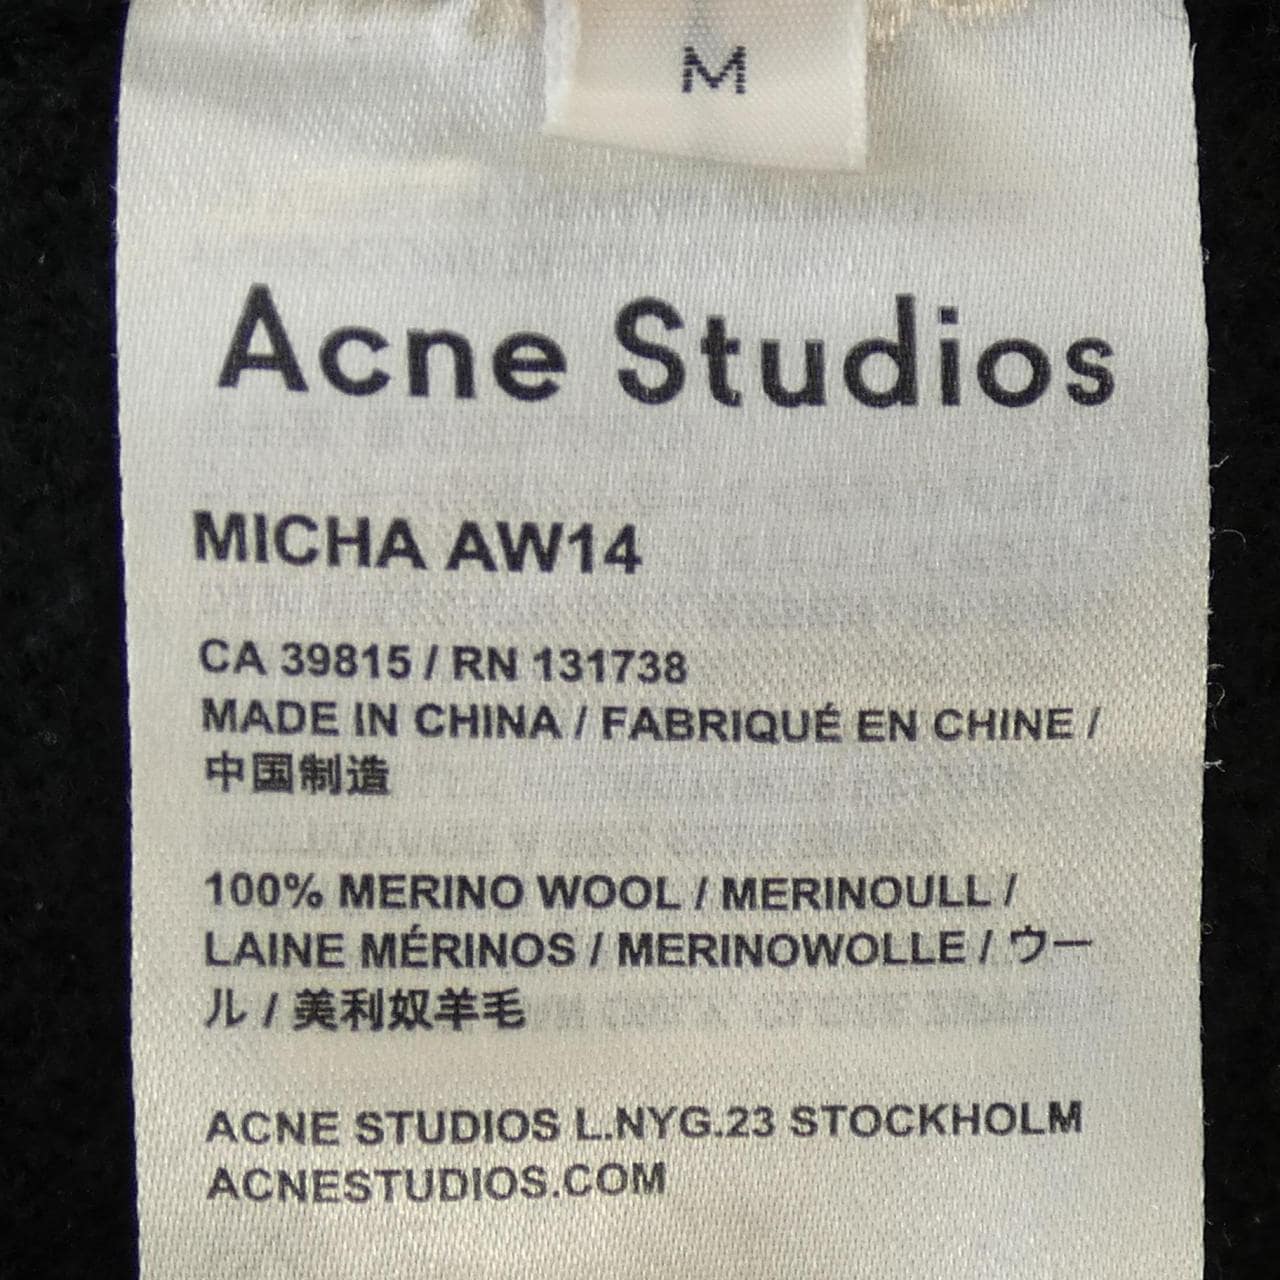 M
Acne Studios
MICHA AW14
CA 39815 / RN 131738
MADE IN CHINA / FABRIQUÉ EN CHINE /
中国制造
100% MERINO WOOL / MERINOULL /
LAINE MÉRINOS / MERINOWOLLE / ウー
ル / 美利奴羊毛
ACNE STUDIOS L.NYG.23 STOCKHOLM
ACNESTUDIOS.COM